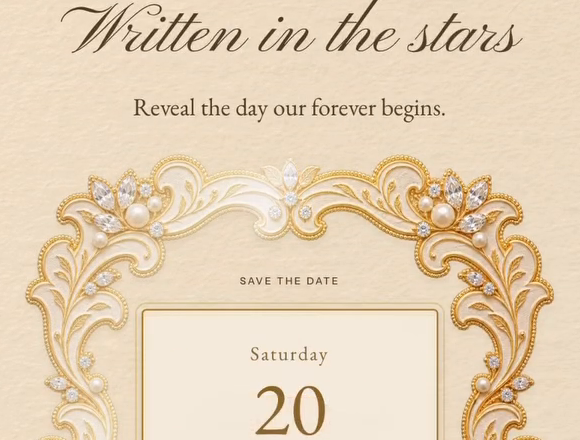 Written in the stars
Reveal the day our forever begins.
SAVE THE DATE
Saturday
20